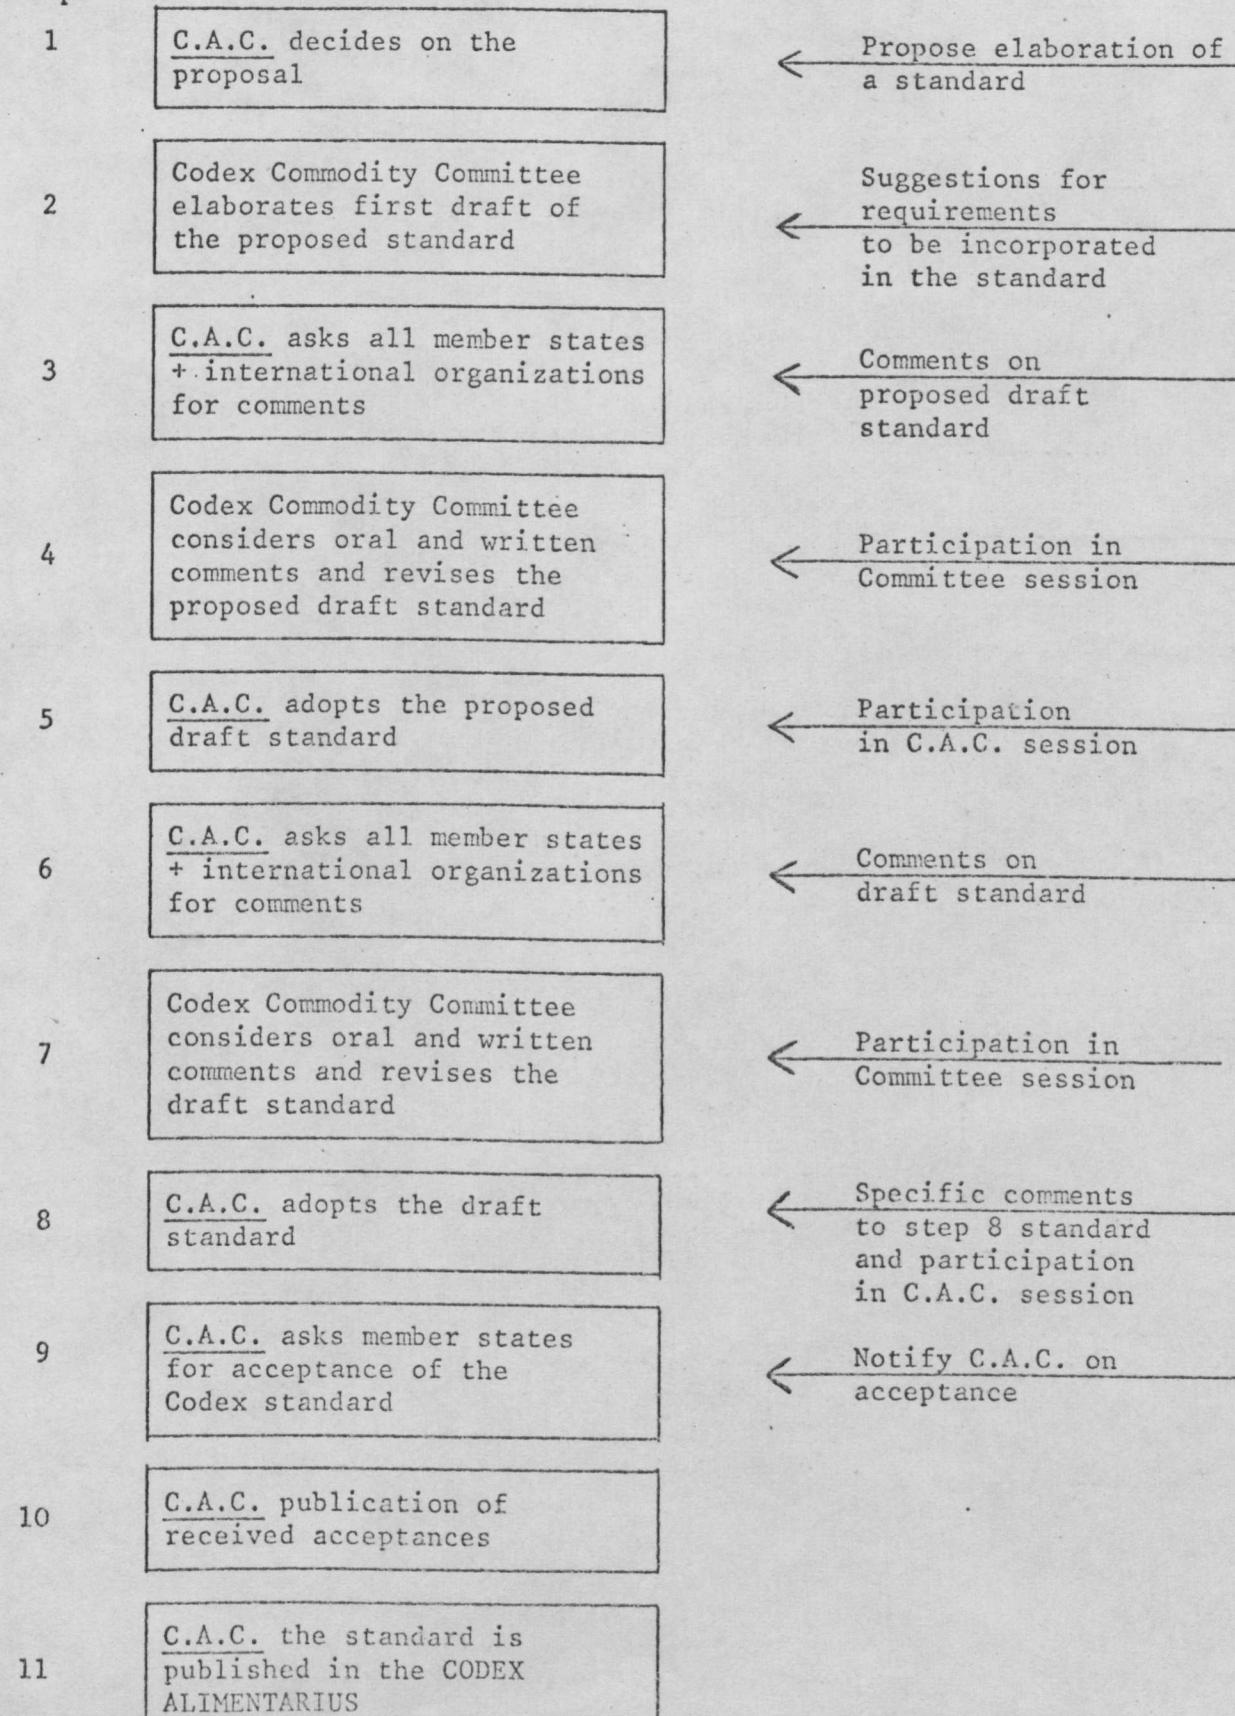 1
C.A.C. decides on the
proposal
Propose elaboration of
a standard
2
Codex Commodity Committee
elaborates first draft of
the proposed standard
Suggestions for
requirements
to be incorporated
in the standard
3
C.A.C. asks all member states
+ international organizations
for comments
Comments on
proposed draft
standard
4
Codex Commodity Committee
considers oral and written
comments and revises the
proposed draft standard
Participation in
Committee session
5
C.A.C. adopts the proposed
draft standard
Participation
in C.A.C. session
6
C.A.C. asks all member states
+ international organizations
for comments
Comments on
draft standard
7
Codex Commodity Committee
considers oral and written
comments and revises the
draft standard
Participation in
Committee session
8
C.A.C. adopts the draft
standard
Specific comments
to step 8 standard
and participation
in C.A.C. session
9
C.A.C. asks member states
for acceptance of the
Codex standard
Notify C.A.C. on
acceptance
10
C.A.C. publication of
received acceptances
11
C.A.C. the standard is
published in the CODEX
ALIMENTARIUS